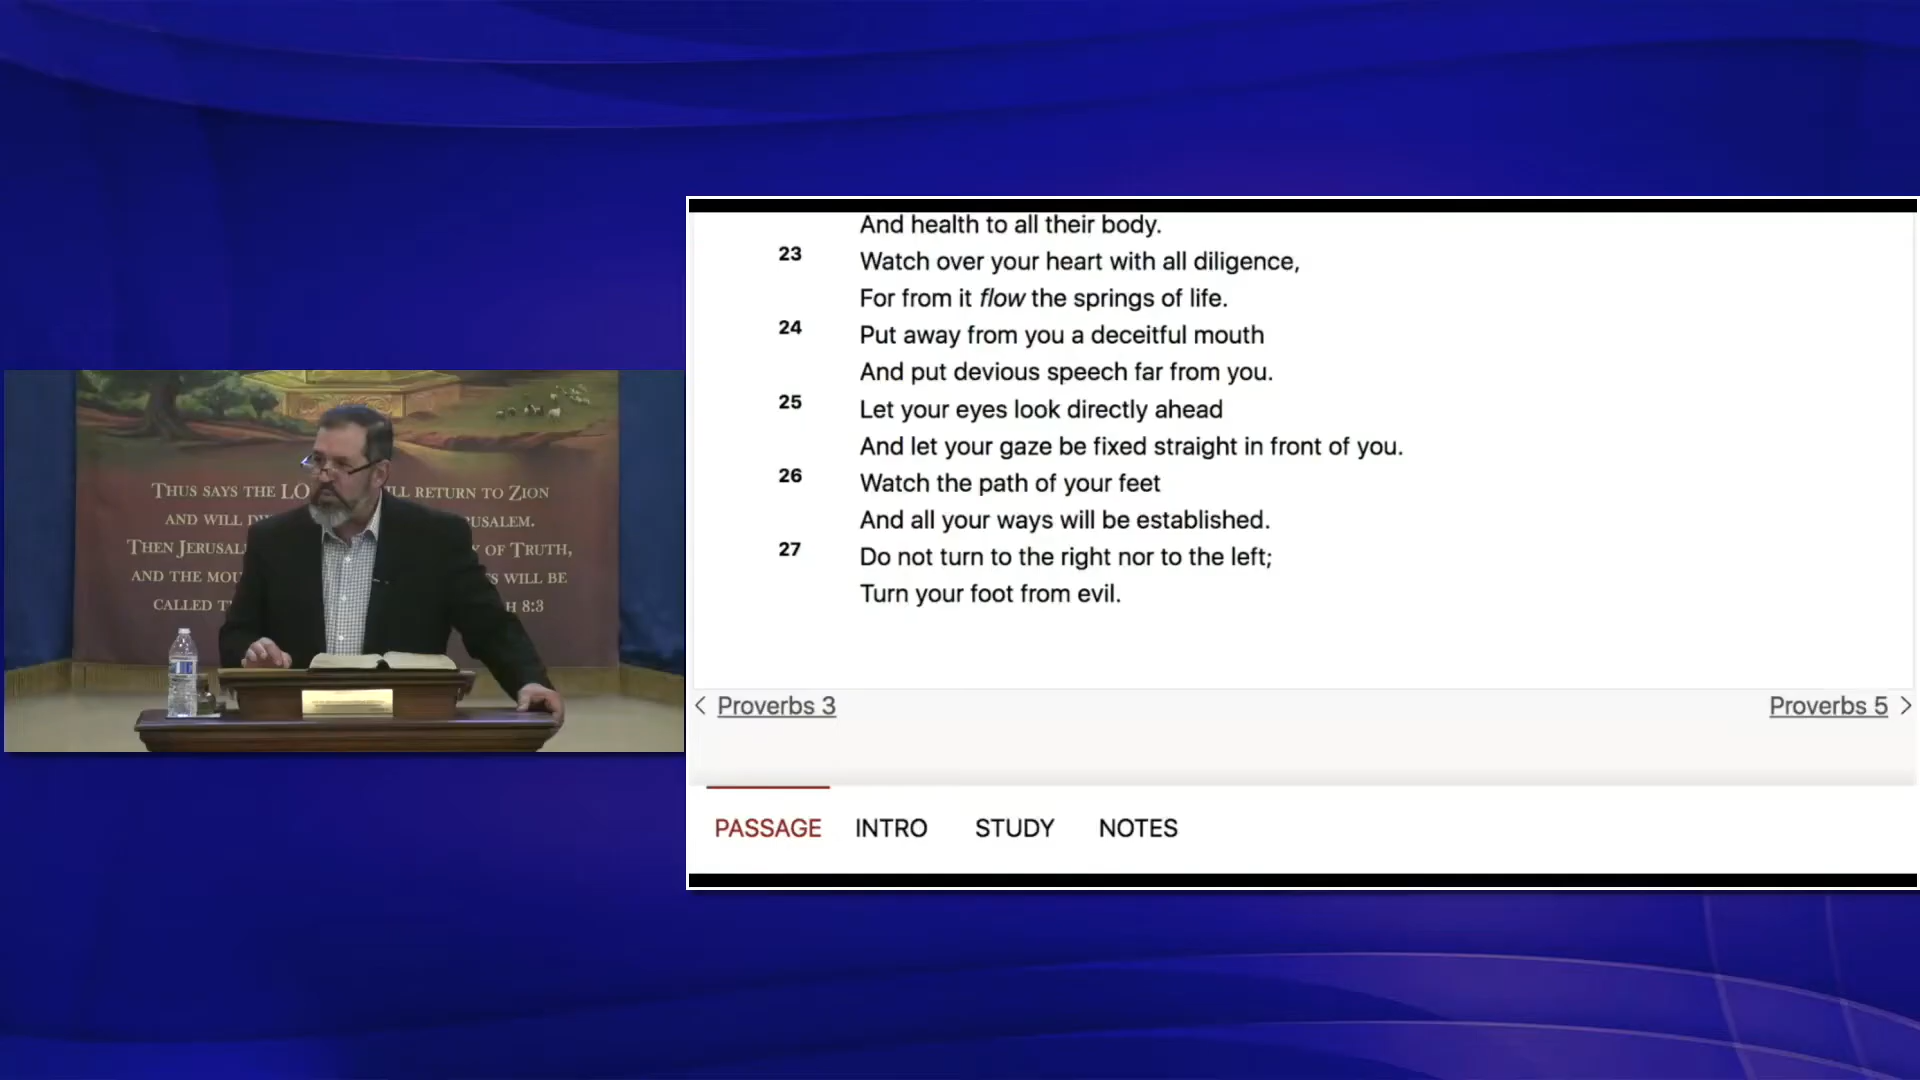 THUS SAYS THE LO ILL RETURN TO ZION
AND WILL RUSALEM.
THEN JERUSAL OF TRUTH,
AND THE MOU WILL BE
CALLED H 8:3
And health to all their body.
23 Watch over your heart with all diligence,
For from it flow the springs of life.
24 Put away from you a deceitful mouth
And put devious speech far from you.
25 Let your eyes look directly ahead
And let your gaze be fixed straight in front of you.
26 Watch the path of your feet
And all your ways will be established.
27 Do not turn to the right nor to the left;
Turn your foot from evil.
< Proverbs 3 Proverbs 5 >
PASSAGE INTRO STUDY NOTES